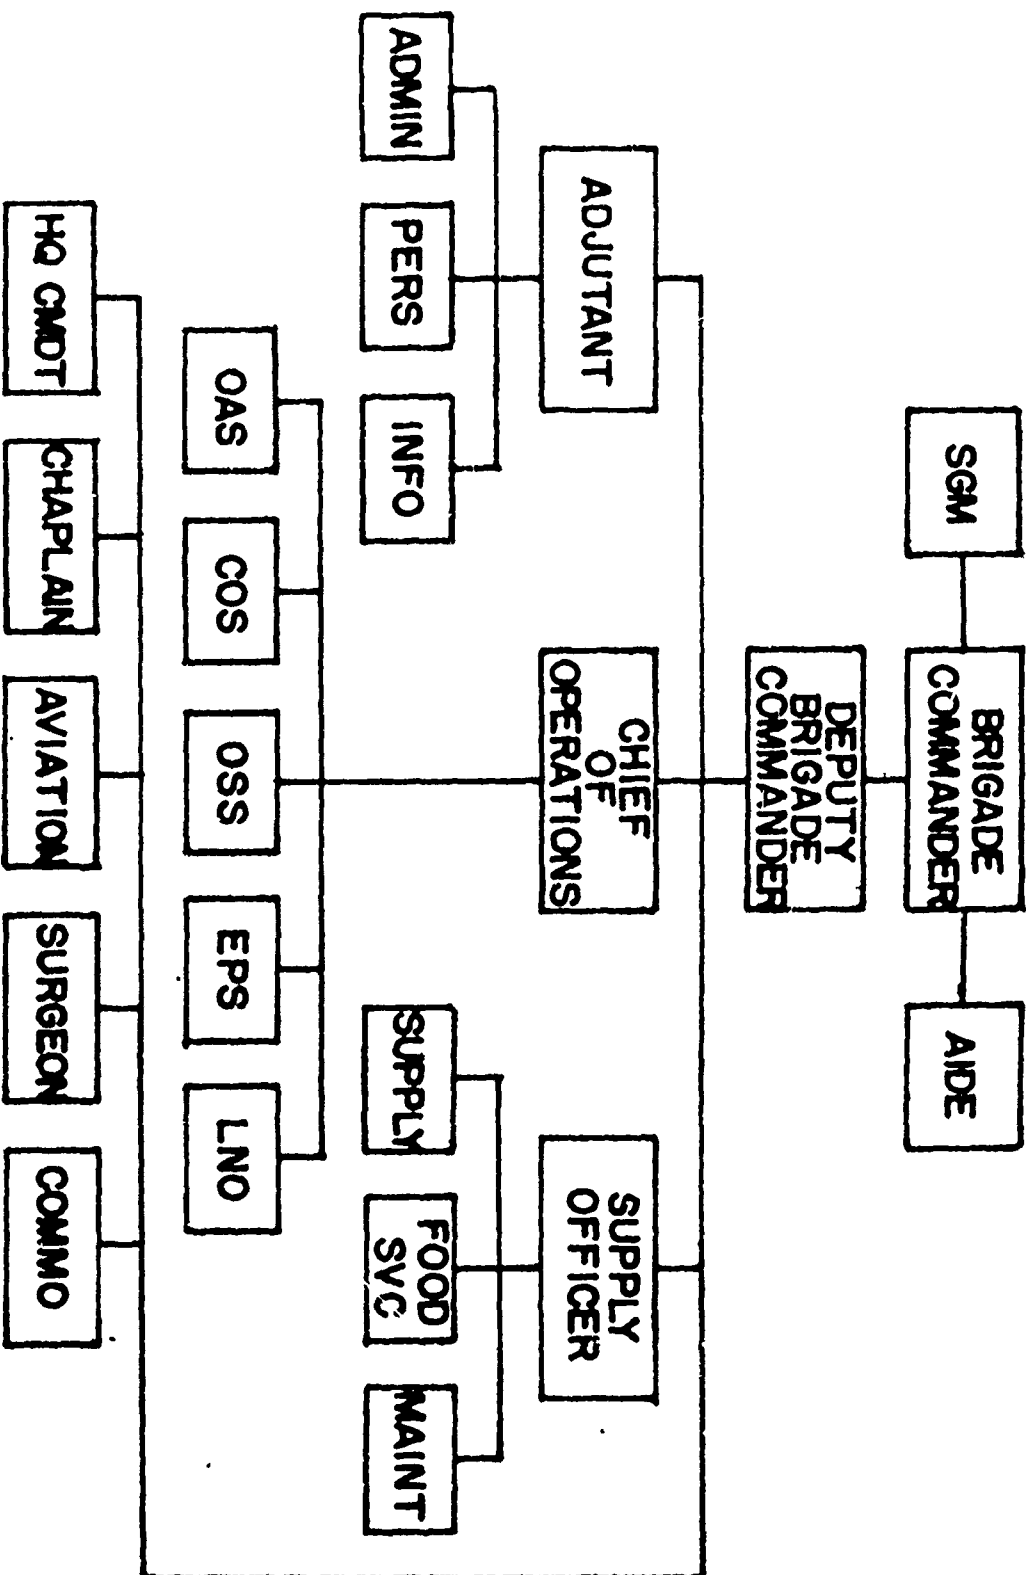 SGM
BRIGADE
COMMANDER
AIDE
DEPUTY
BRIGADE
COMMANDER
ADJUTANT
CHIEF
OF
OPERATIONS
SUPPLY
OFFICER
ADMIN
PERS
INFO
SUPPLY
FOOD
SVC
MAINT
OAS
COS
OSS
EPS
LNO
HQ CMDT
CHAPLAIN
AVIATION
SURGEON
COMMO